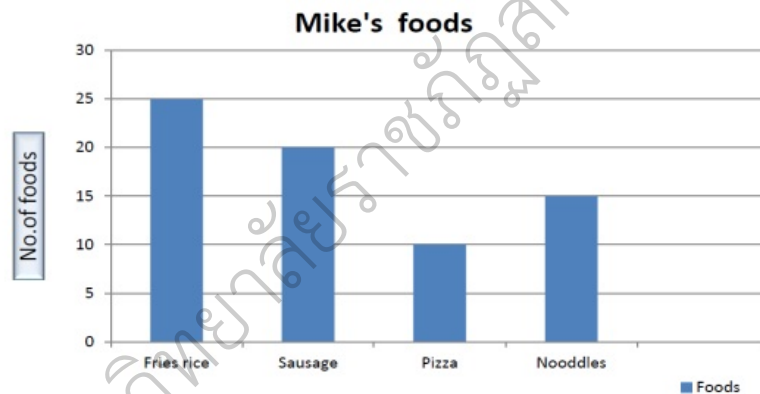 Mike's foods
No.of foods
30
25
20
15
10
5
0
Fries rice
Sausage
Pizza
Nooddles
Foods